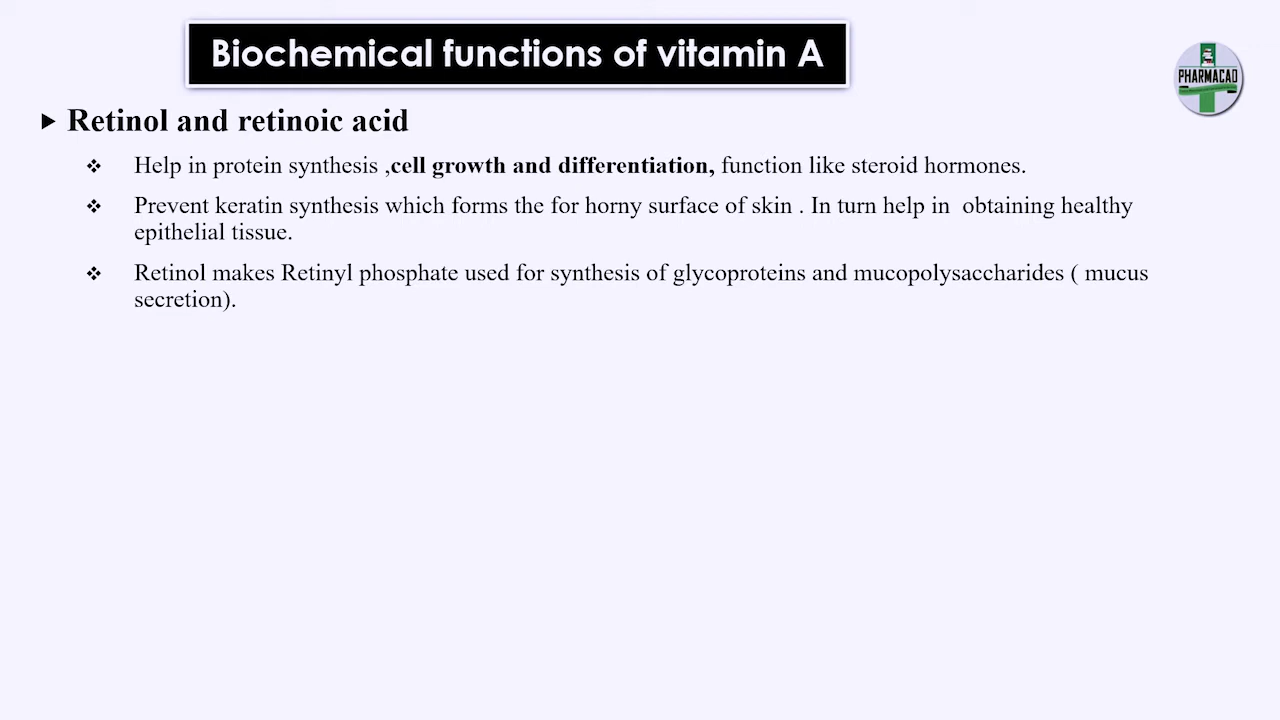 Biochemical functions of vitamin A
PHARMACAD
Retinol and retinoic acid
Help in protein synthesis ,cell growth and differentiation, function like steroid hormones.
Prevent keratin synthesis which forms the for horny surface of skin . In turn help in  obtaining healthy
epithelial tissue.
Retinol makes Retinyl phosphate used for synthesis of glycoproteins and mucopolysaccharides ( mucus
secretion).